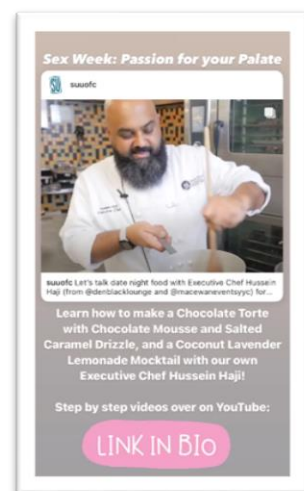 Sex Week: Passion for your Palate
suuofc
suuofc Let's talk date night food with Executive Chef Hussein
Haji (from @denblacklounge and @macewaneventsyyc) for...
Learn how to make a Chocolate Torte
with Chocolate Mousse and Salted
Caramel Drizzle, and a Coconut Lavender
Lemonade Mocktail with our own
Executive Chef Hussein Haji!
Step by step videos over on YouTube:
LINK IN BIO